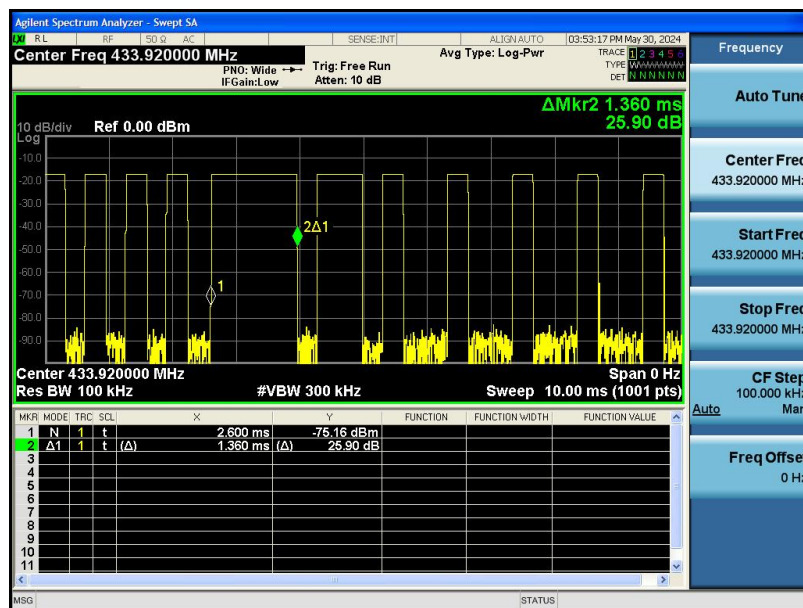 Agilent Spectrum Analyzer - Swept SA
LXI RL RF 50 Ω AC SENSE:INT ALIGN AUTO 03:53:17 PM May 30, 2024
Center Freq 433.920000 MHz
PNO: Wide
IFGain:Low
Trig: Free Run
Atten: 10 dB
Avg Type: Log-Pwr
TRACE 1 2 3 4 5 6
TYPE
DET N N N N N N
ΔMkr2 1.360 ms
25.90 dB
10 dB/div
Log
Ref 0.00 dBm
-10.0
-20.0
-30.0
-40.0
-50.0
-60.0
-70.0
-80.0
-90.0
2Δ1
1
Center 433.920000 MHz Span 0 Hz
Res BW 100 kHz #VBW 300 kHz Sweep 10.00 ms (1001 pts)
MKR MODE TRC SCL X Y FUNCTION FUNCTION WIDTH FUNCTION VALUE
1 N 1 t 2.600 ms -75.16 dBm
2 Δ1 1 t (Δ) 1.360 ms (Δ) 25.90 dB
3
4
5
6
7
8
9
10
11
MSG STATUS
Frequency
Auto Tune
Center Freq
433.920000 MHz
Start Freq
433.920000 MHz
Stop Freq
433.920000 MHz
CF Step
100.000 kHz
Auto Man
Freq Offset
0 Hz